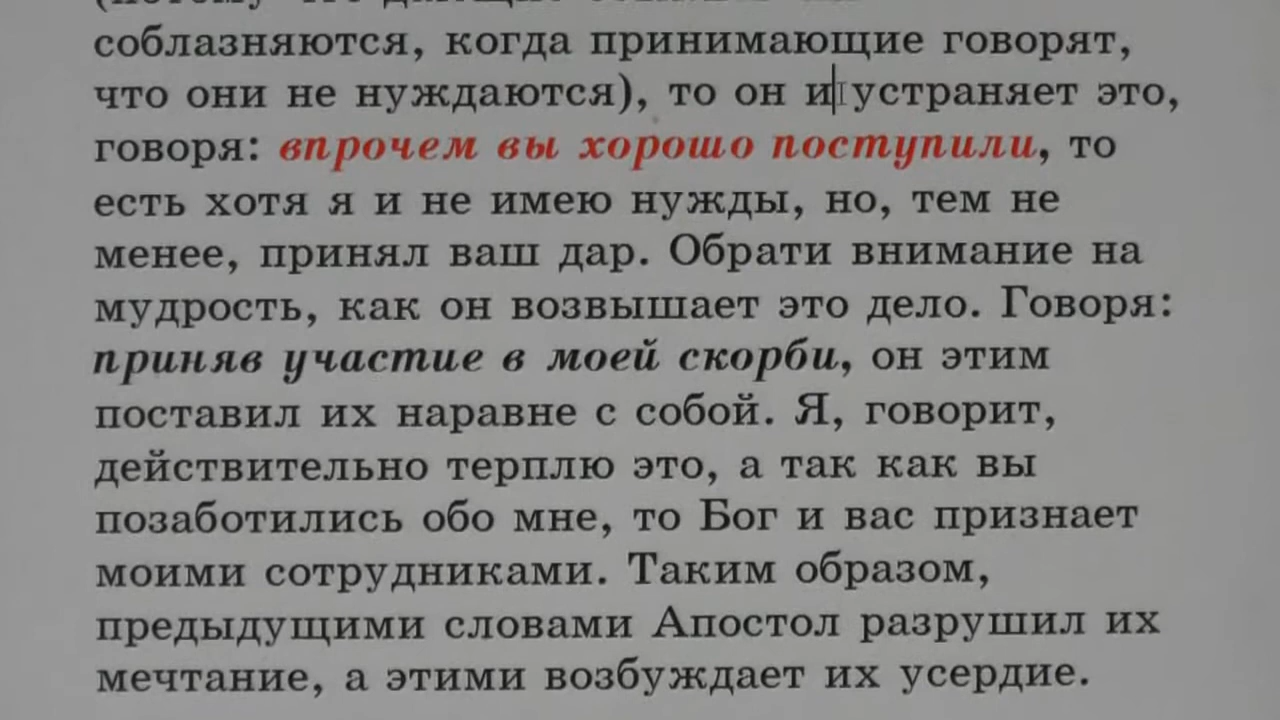 соблазняются, когда принимающие говорят,
что они не нуждаются), то он и устраняет это,
говоря: впрочем вы хорошо поступили, то
есть хотя я и не имею нужды, но, тем не
менее, принял ваш дар. Обрати внимание на
мудрость, как он возвышает это дело. Говоря:
приняв участие в моей скорби, он этим
поставил их наравне с собой. Я, говорит,
действительно терплю это, а так как вы
позаботились обо мне, то Бог и вас признает
моими сотрудниками. Таким образом,
предыдущими словами Апостол разрушил их
мечтание, а этими возбуждает их усердие.